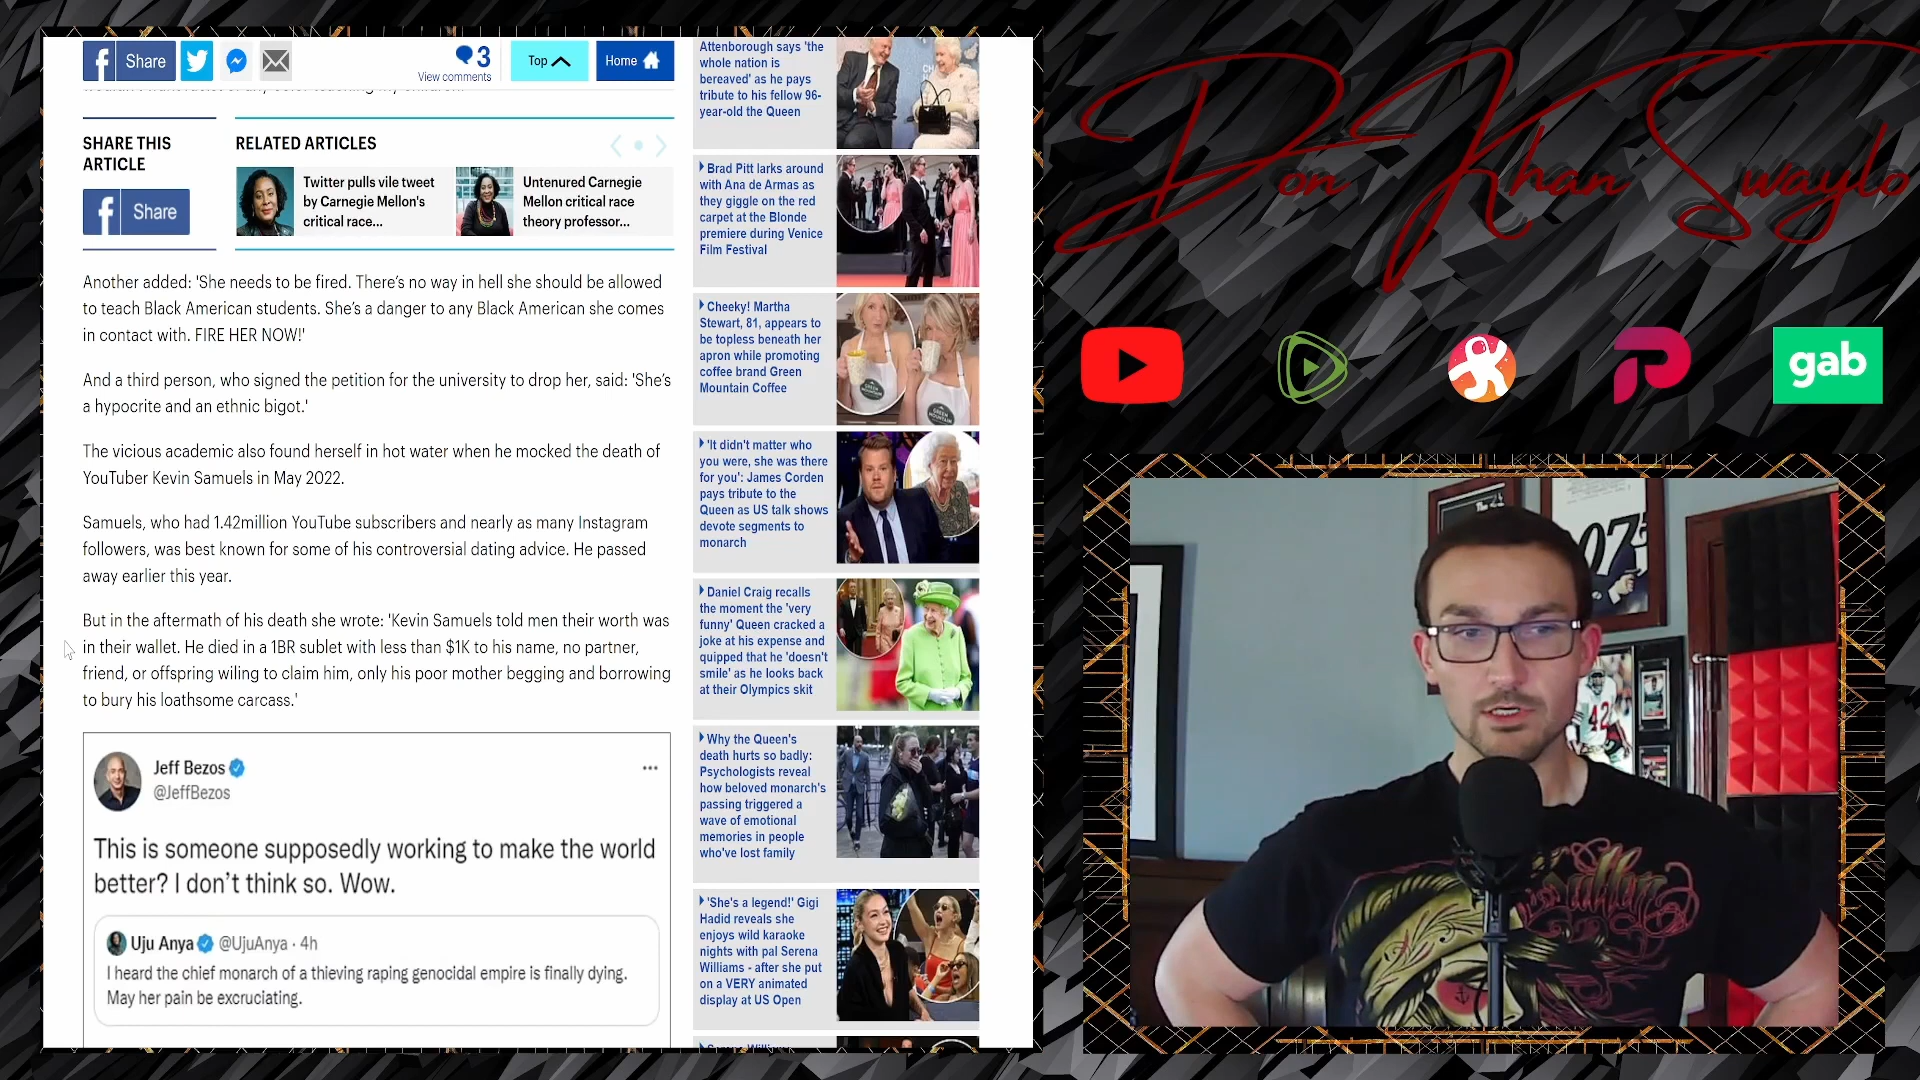 Share
3
View comments
Top
Home
SHARE THIS
ARTICLE
Share
RELATED ARTICLES
Twitter pulls vile tweet
by Carnegie Mellon's
critical race...
Untenured Carnegie
Mellon critical race
theory professor...
Another added: 'She needs to be fired. There's no way in hell she should be allowed
to teach Black American students. She's a danger to any Black American she comes
in contact with. FIRE HER NOW!'
And a third person, who signed the petition for the university to drop her, said: 'She's
a hypocrite and an ethnic bigot.'
The vicious academic also found herself in hot water when he mocked the death of
YouTuber Kevin Samuels in May 2022.
Samuels, who had 1.42million YouTube subscribers and nearly as many Instagram
followers, was best known for some of his controversial dating advice. He passed
away earlier this year.
But in the aftermath of his death she wrote: 'Kevin Samuels told men their worth was
in their wallet. He died in a 1BR sublet with less than $1K to his name, no partner,
friend, or offspring wiling to claim him, only his poor mother begging and borrowing
to bury his loathsome carcass.'
Jeff Bezos
@JeffBezos
This is someone supposedly working to make the world
better? I don't think so. Wow.
Uju Anya @UjuAnya · 4h
I heard the chief monarch of a thieving raping genocidal empire is finally dying.
May her pain be excruciating.
Attenborough says 'the
whole nation is
bereaved' as he pays
tribute to his fellow 96-
year-old the Queen
Brad Pitt larks around
with Ana de Armas as
they giggle on the red
carpet at the Blonde
premiere during Venice
Film Festival
Cheeky! Martha
Stewart, 81, appears to
be topless beneath her
apron while promoting
coffee brand Green
Mountain Coffee
'It didn't matter who
you were, she was there
for you': James Corden
pays tribute to the
Queen as US talk shows
devote segments to
monarch
Daniel Craig recalls
the moment the 'very
funny' Queen cracked a
joke at his expense and
quipped that he 'doesn't
smile' as he looks back
at their Olympics skit
Why the Queen's
death hurts so badly:
Psychologists reveal
how beloved monarch's
passing triggered a
wave of emotional
memories in people
who've lost family
'She's a legend!' Gigi
Hadid reveals she
enjoys wild karaoke
nights with pal Serena
Williams - after she put
on a VERY animated
display at US Open
Don Khan Swaylo
gab
007
42